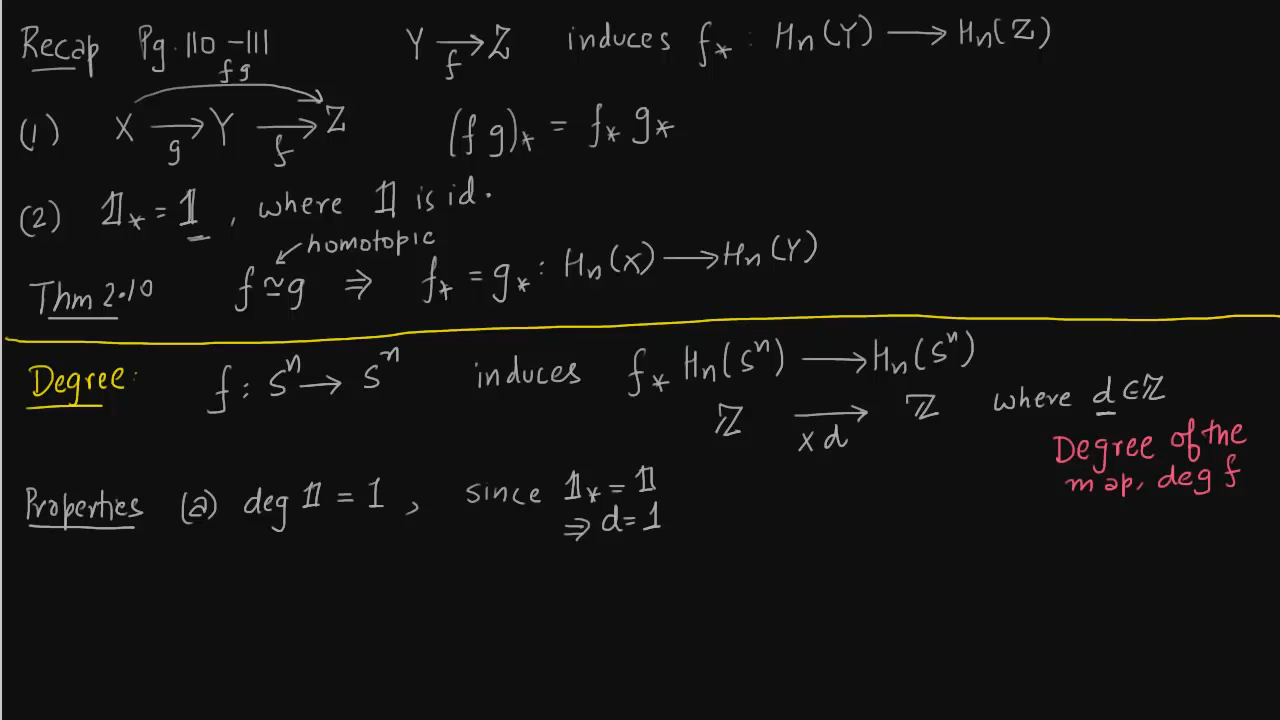 Recap Pg. 110 - 111 Y →f Z induces f* : Hn(Y) → Hn(Z)
fg
(1) X →g Y →f Z (f g)* = f* g*
(2) 𝟙* = 𝟙 , where 𝟙 is id.
homotopic
Thm 2.10 f ≃ g ⇒ f* = g* : Hn(X) → Hn(Y)
Degree: f : Sⁿ → Sⁿ induces f* Hn(Sⁿ) → Hn(Sⁿ)
ℤ →×d ℤ where d ∈ ℤ
Degree of the
map, deg f
Properties (a) deg 𝟙 = 1 , since 𝟙* = 𝟙
⇒ d = 1